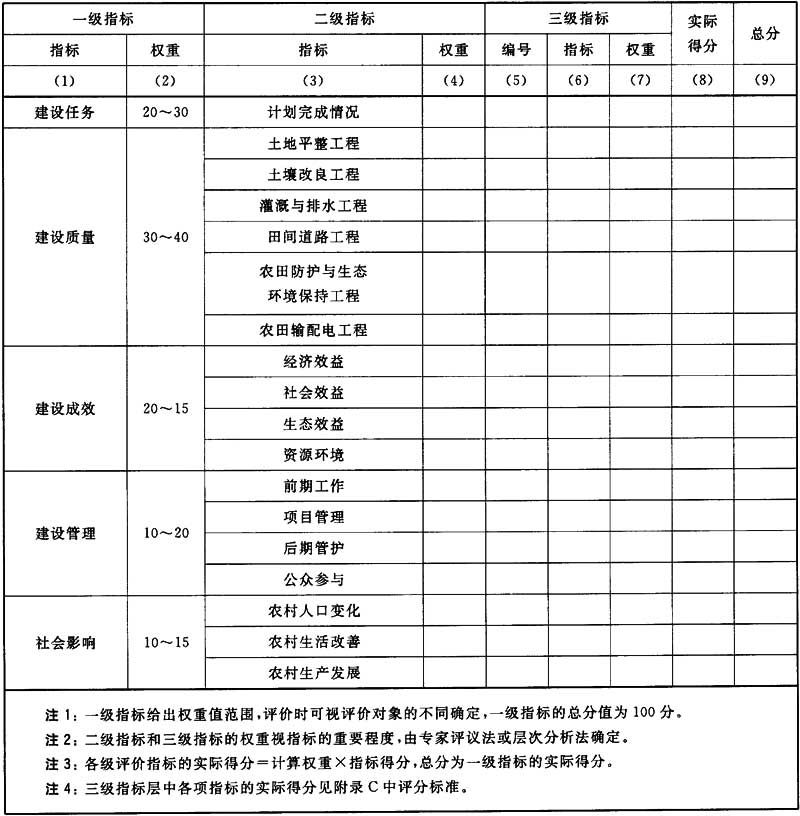 一级指标 二级指标 三级指标 实际得分 总分
指标 权重 指标 权重 编号 指标 权重
(1) (2) (3) (4) (5) (6) (7) (8) (9)
建设任务 20～30 计划完成情况
建设质量 30～40 土地平整工程
土壤改良工程
灌溉与排水工程
田间道路工程
农田防护与生态
环境保持工程
农田输配电工程
建设成效 20～15 经济效益
社会效益
生态效益
资源环境
建设管理 10～20 前期工作
项目管理
后期管护
公众参与
社会影响 10～15 农村人口变化
农村生活改善
农村生产发展
注1：一级指标给出权重值范围，评价时可视评价对象的不同确定，一级指标的总分值为100分。
注2：二级指标和三级指标的权重视指标的重要程度，由专家评议法或层次分析法确定。
注3：各级评价指标的实际得分＝计算权重×指标得分，总分为一级指标的实际得分。
注4：三级指标层中各项指标的实际得分见附录C中评分标准。